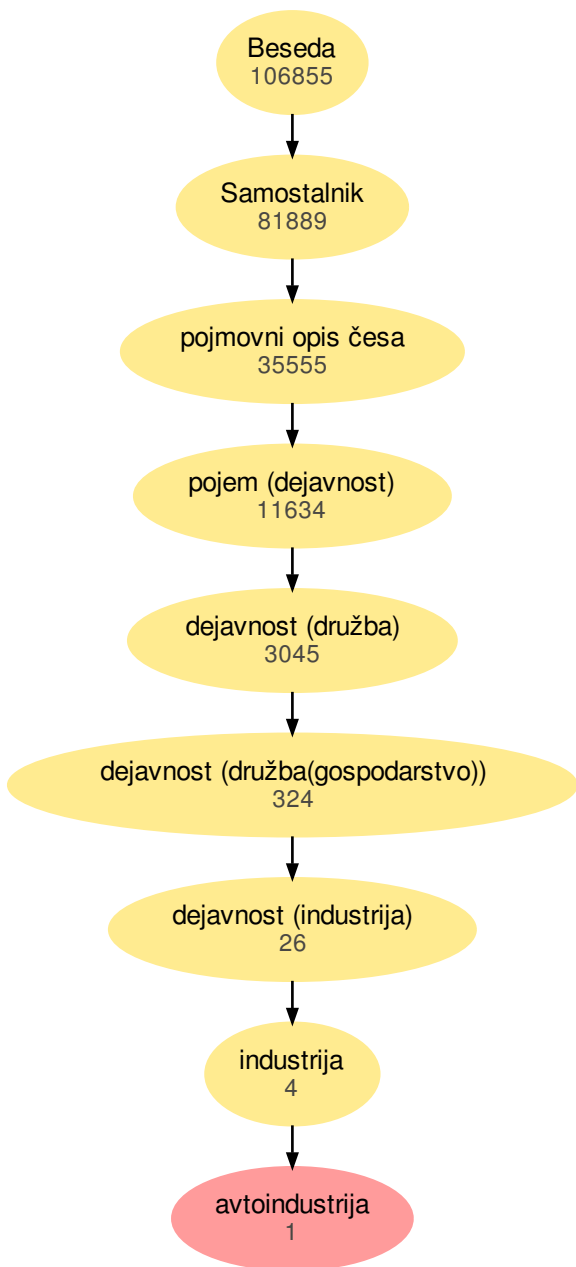 Beseda
106855
Samostalnik
81889
pojmovni opis česa
35555
pojem (dejavnost)
11634
dejavnost (družba)
3045
dejavnost (družba(gospodarstvo))
324
dejavnost (industrija)
26
industrija
4
avtoindustrija
1